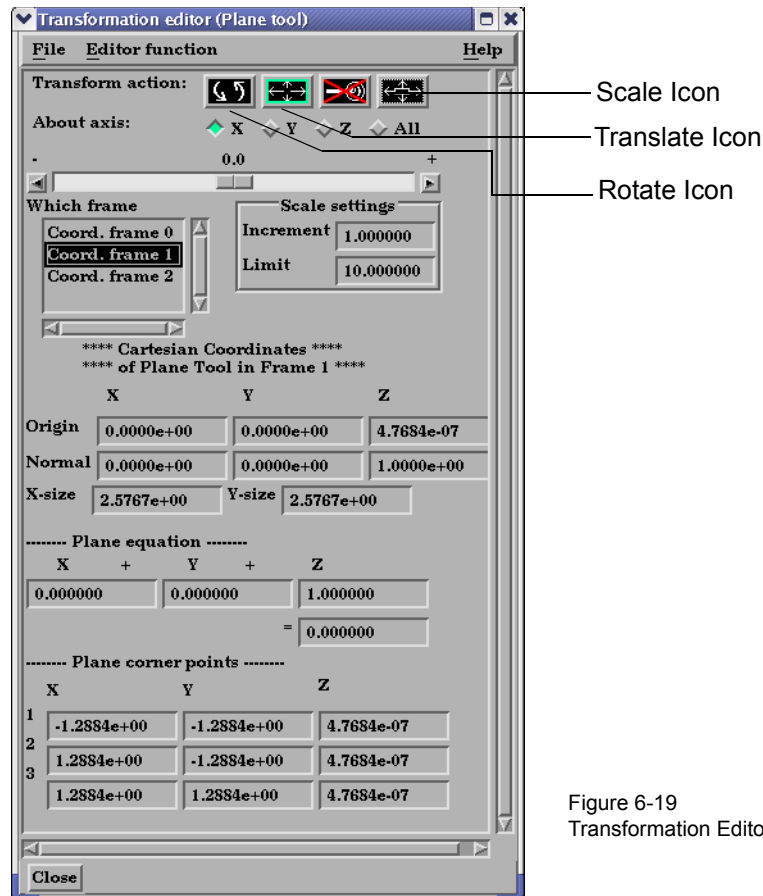 Transformation editor (Plane tool)
File Editor function Help
Transform action:
Scale Icon
About axis: X Y Z All
Translate Icon
- 0.0 +
Rotate Icon
Which frame
Coord. frame 0
Coord. frame 1
Coord. frame 2
Scale settings
Increment 1.000000
Limit 10.000000
**** Cartesian Coordinates ****
**** of Plane Tool in Frame 1 ****
X Y Z
Origin 0.0000e+00 0.0000e+00 4.7684e-07
Normal 0.0000e+00 0.0000e+00 1.0000e+00
X-size 2.5767e+00 Y-size 2.5767e+00
-------- Plane equation --------
X + Y + Z
0.000000 0.000000 1.000000
= 0.000000
-------- Plane corner points --------
X Y Z
1 -1.2884e+00 -1.2884e+00 4.7684e-07
2 1.2884e+00 -1.2884e+00 4.7684e-07
3 1.2884e+00 1.2884e+00 4.7684e-07
Figure 6-19
Transformation Edito
Close